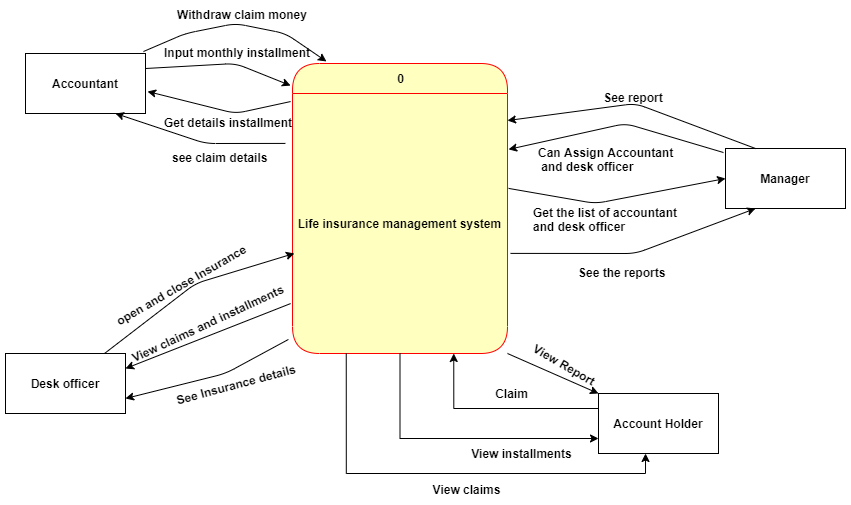 Withdraw claim money
Input monthly installment
Accountant
Get details installment
see claim details
0
Life insurance management system
See report
Can Assign Accountant
and desk officer
Manager
Get the list of accountant
and desk officer
See the reports
open and close Insurance
View claims and installments
Desk officer
See Insurance details
View Report
Claim
Account Holder
View installments
View claims